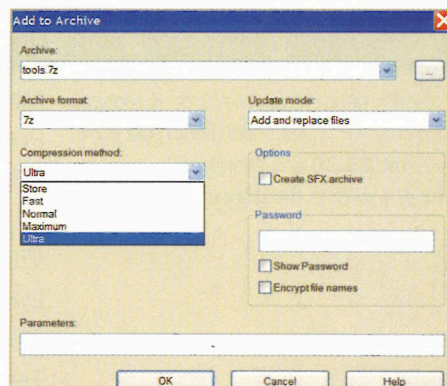 Add to Archive
Archive:
tools.7z
...
Archive format:
Update mode:
7z
Add and replace files
Compression method:
Options
Ultra
Create SFX archive
Store
Fast
Normal
Maximum
Ultra
Password
Show Password
Encrypt file names
Parameters:
OK
Cancel
Help